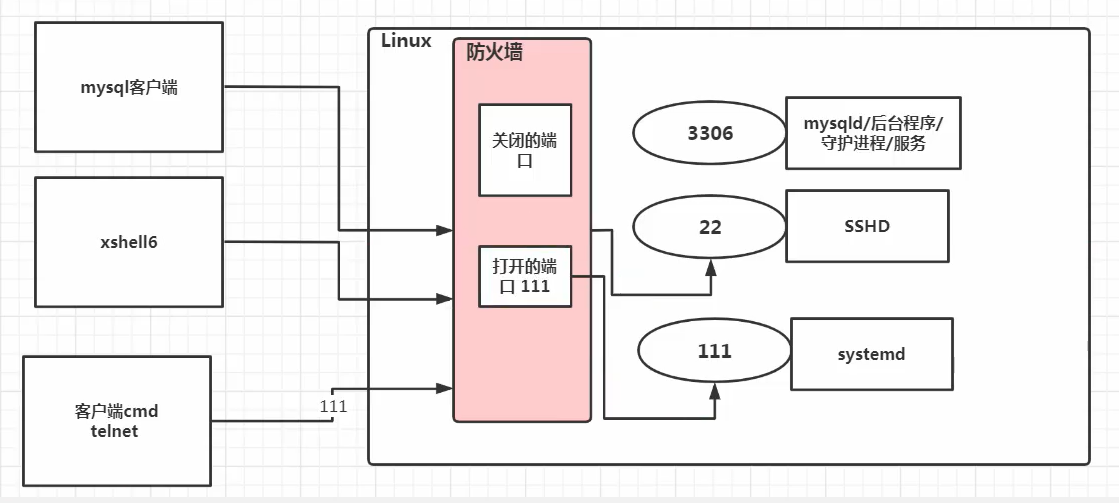 Linux
防火墙
mysql客户端
关闭的端
口
3306
mysqld/后台程序/
守护进程/服务
xshell6
22
SSHD
打开的端
口 111
111
systemd
客户端cmd
telnet
111